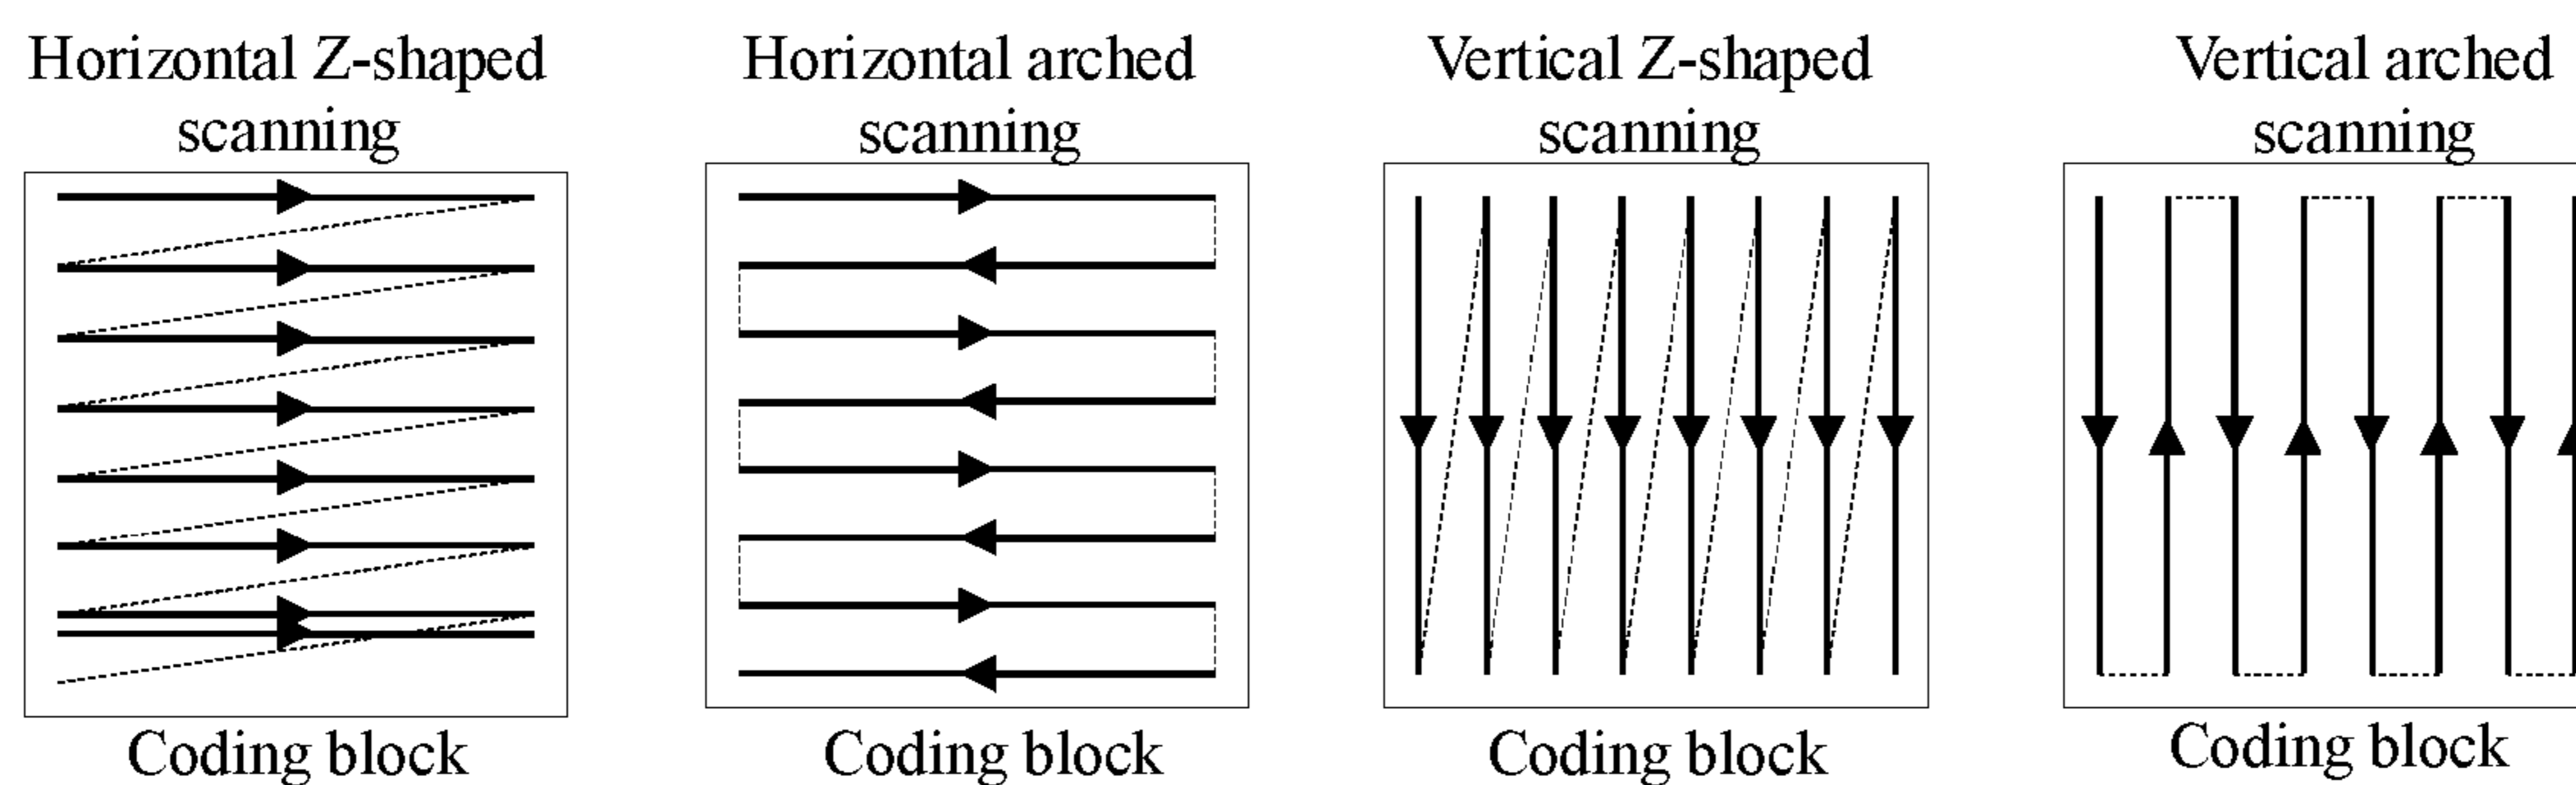 Horizontal Z-shaped
scanning
Coding block
Horizontal arched
scanning
Coding block
Vertical Z-shaped
scanning
Coding block
Vertical arched
scanning
Coding block